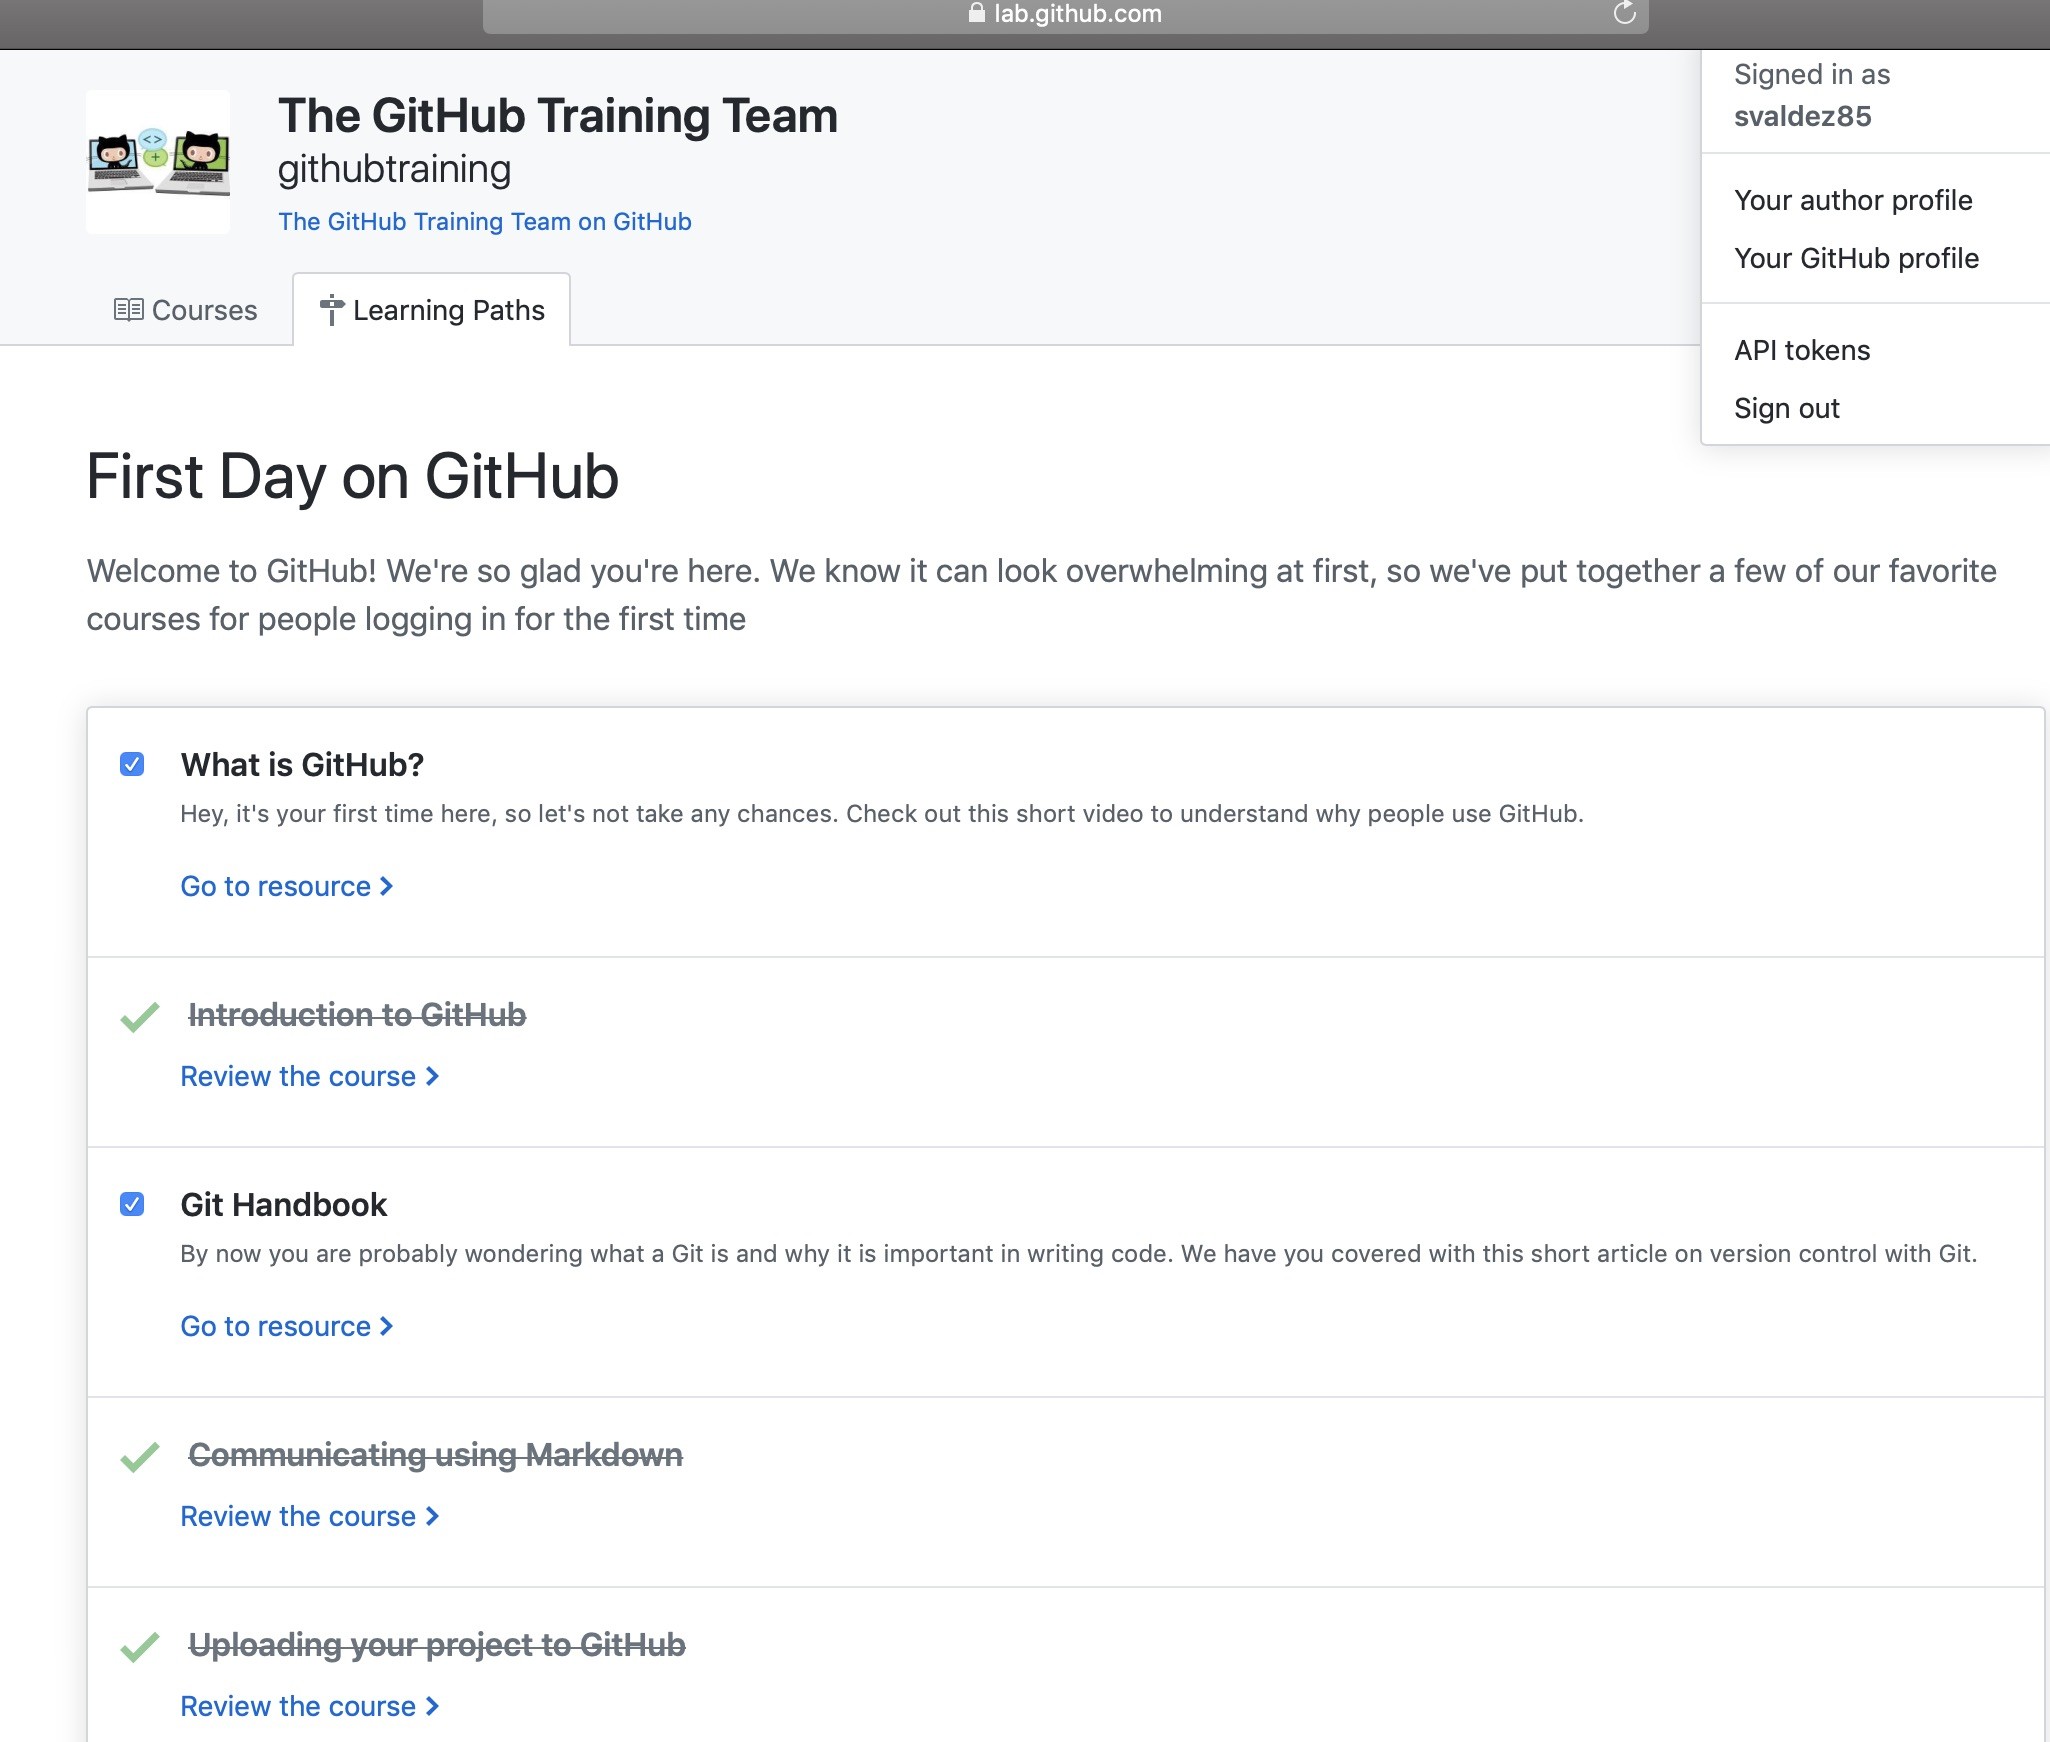 lab.github.com
The GitHub Training Team
githubtraining
The GitHub Training Team on GitHub
Courses
Learning Paths
Signed in as
svaldez85
Your author profile
Your GitHub profile
API tokens
Sign out
First Day on GitHub
Welcome to GitHub! We're so glad you're here. We know it can look overwhelming at first, so we've put together a few of our favorite
courses for people logging in for the first time
What is GitHub?
Hey, it's your first time here, so let's not take any chances. Check out this short video to understand why people use GitHub.
Go to resource
Introduction to GitHub
Review the course
Git Handbook
By now you are probably wondering what a Git is and why it is important in writing code. We have you covered with this short article on version control with Git.
Go to resource
Communicating using Markdown
Review the course
Uploading your project to GitHub
Review the course